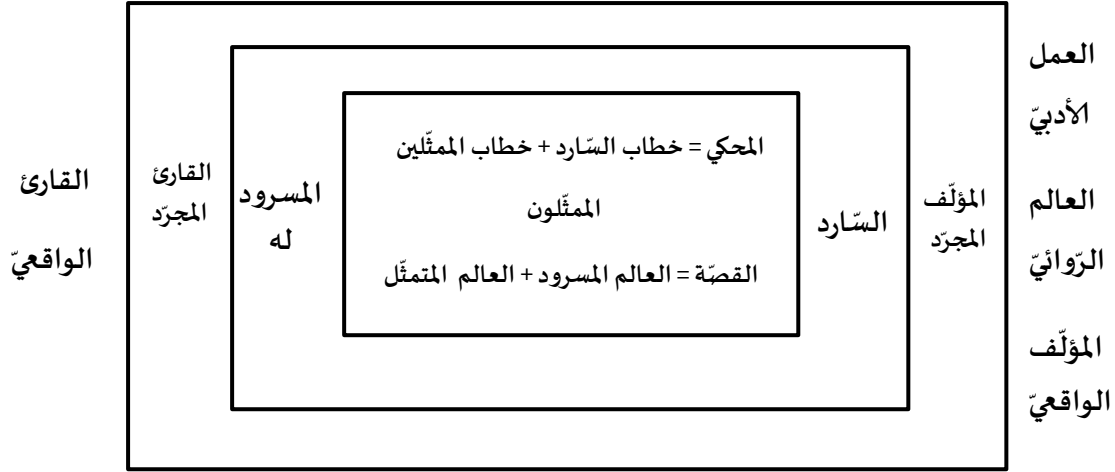 العمل
الأدبيّ
العالم
الرّوائيّ
المؤلّف
الواقعيّ
المؤلّف
المجرّد
السّارد
المحكي = خطاب السّارد + خطاب الممثّلين
الممثّلون
القصّة = العالم المسرود + العالم المتمثّل
المسرود
له
القارئ
المجرّد
القارئ
الواقعيّ